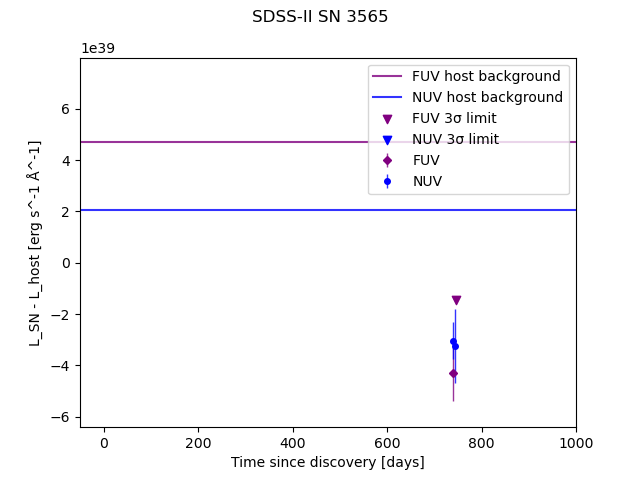 SDSS-II SN 3565
1e39
FUV host background
NUV host background
FUV 3σ limit
NUV 3σ limit
FUV
NUV
6
4
2
0
−2
−4
−6
L_SN - L_host [erg s^-1 Å^-1]
0 200 400 600 800 1000
Time since discovery [days]